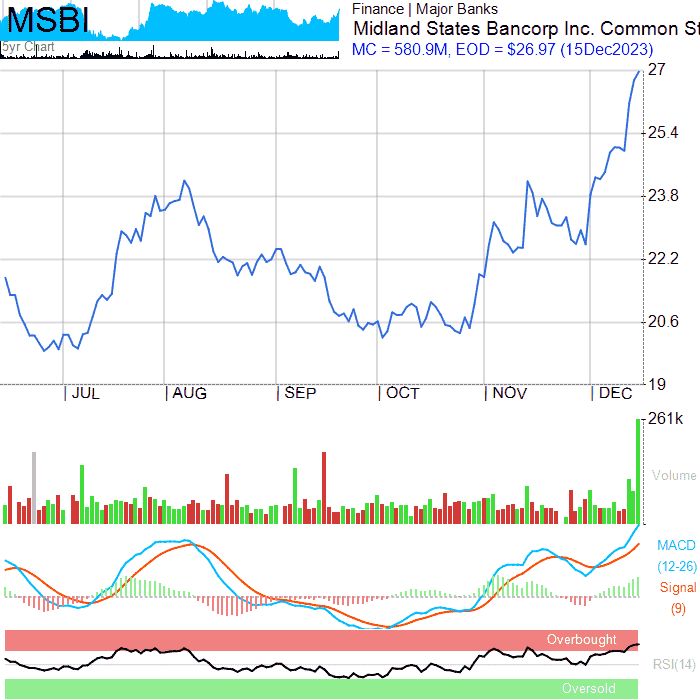 MSBI
5yr Chart
Finance | Major Banks
Midland States Bancorp Inc. Common St
MC = 580.9M, EOD = $26.97 (15Dec2023)
27
25.4
23.8
22.2
20.6
19
| JUL | AUG | SEP | OCT | NOV | DEC
261k
Volume
MACD
(12-26)
Signal
(9)
Overbought
RSI(14)
Oversold